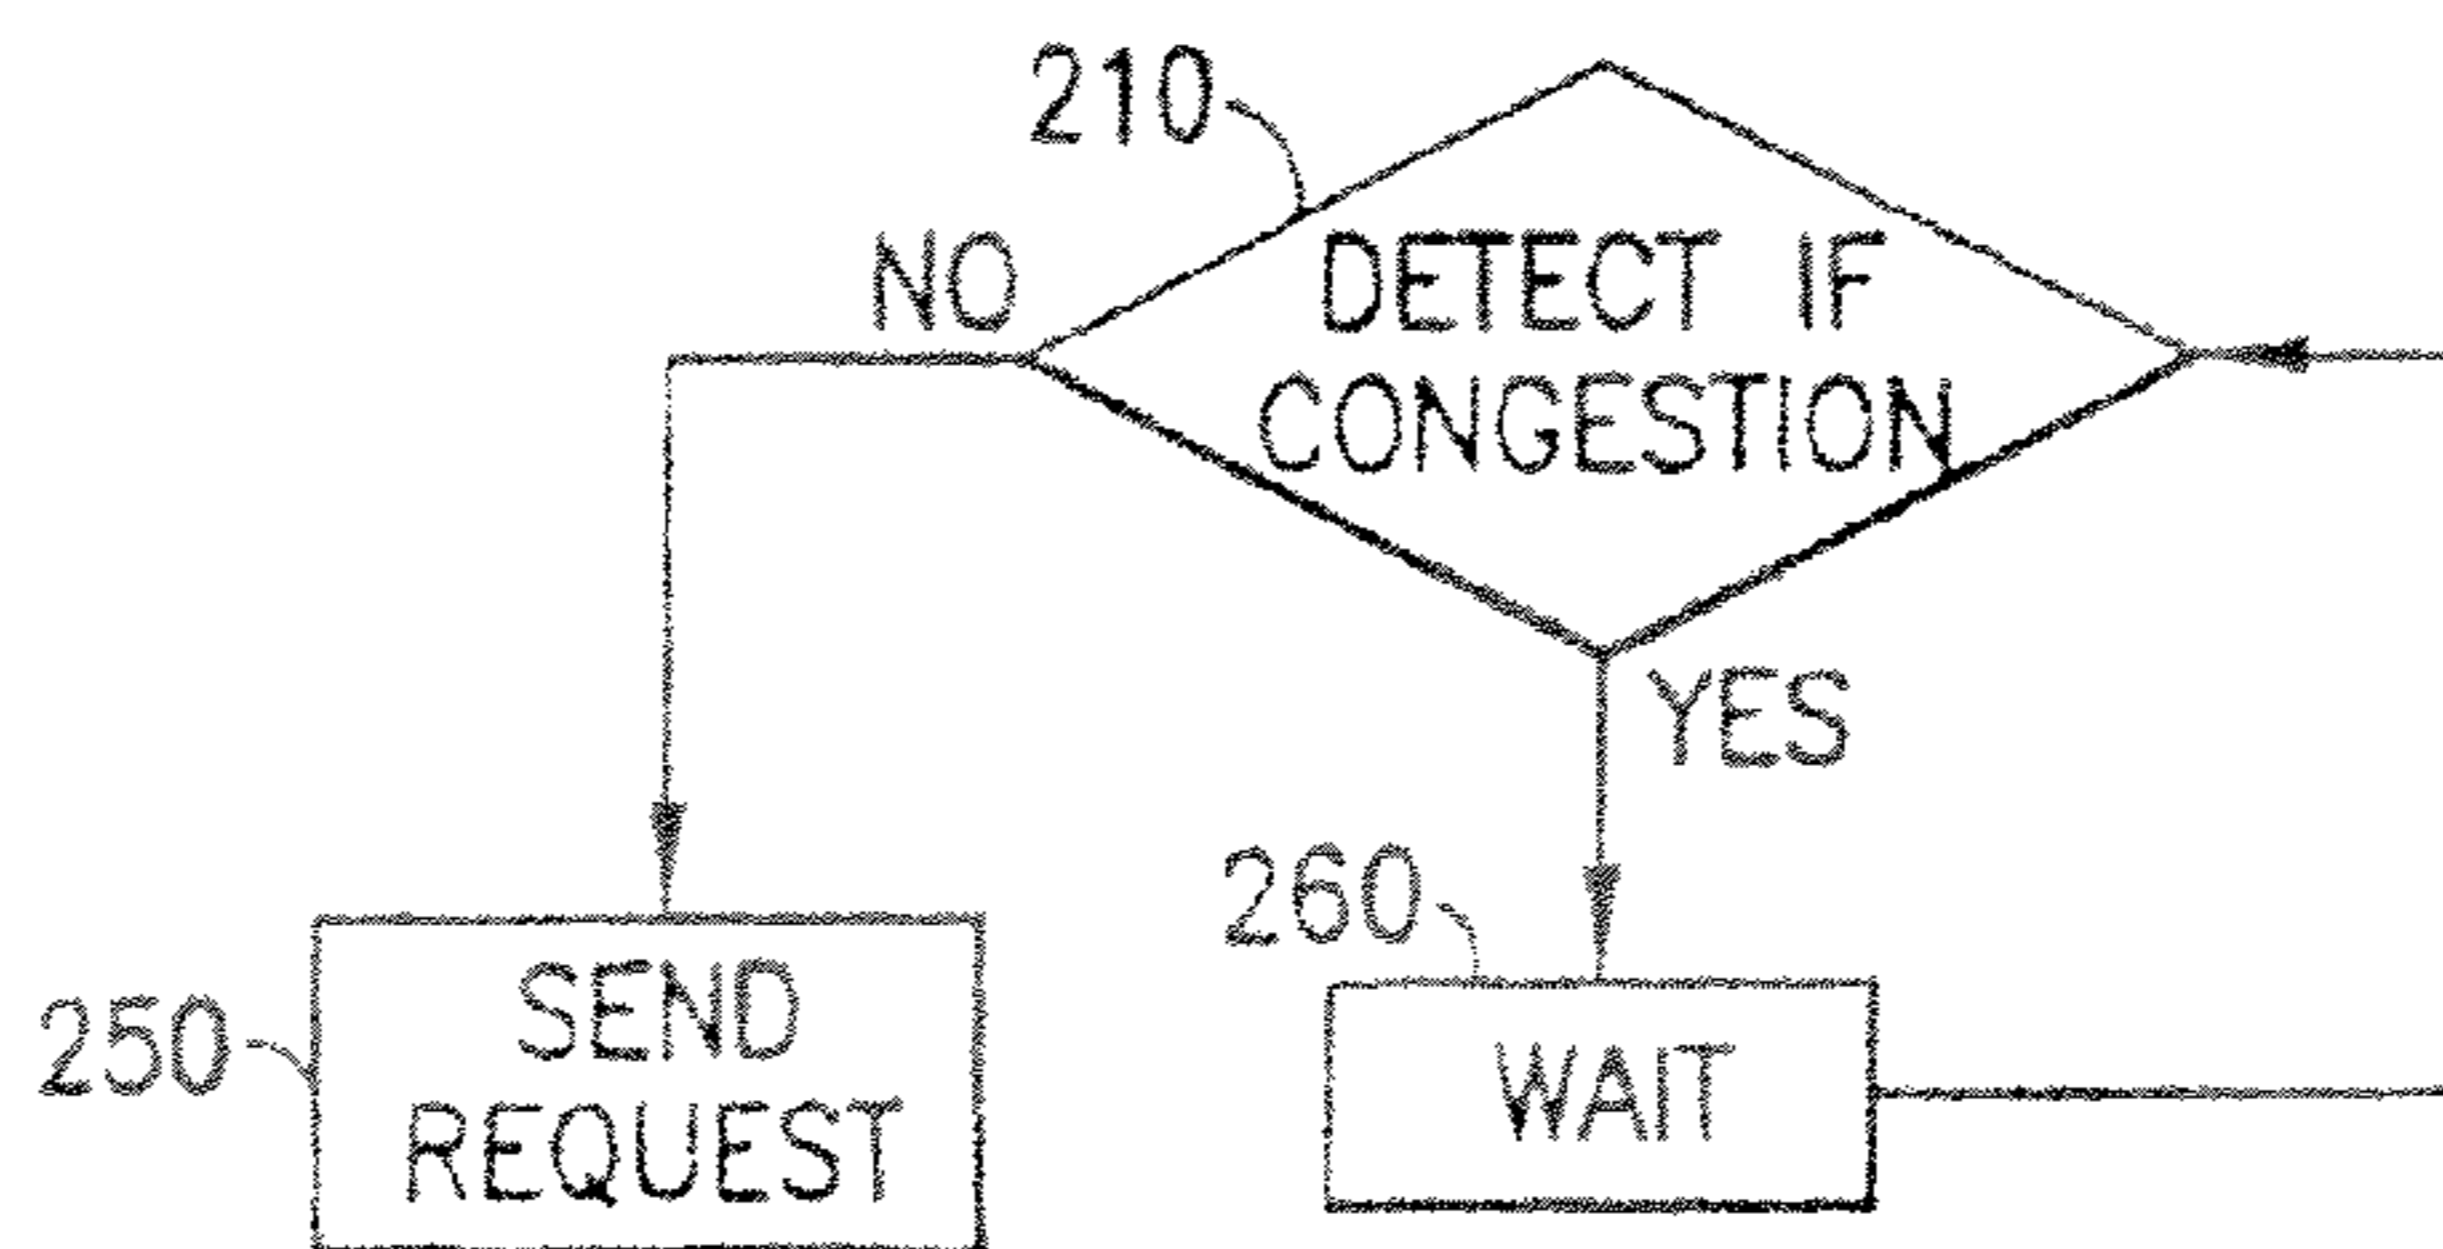 210
NO
DETECT IF
CONGESTION
YES
260
250
SEND
REQUEST
WAIT